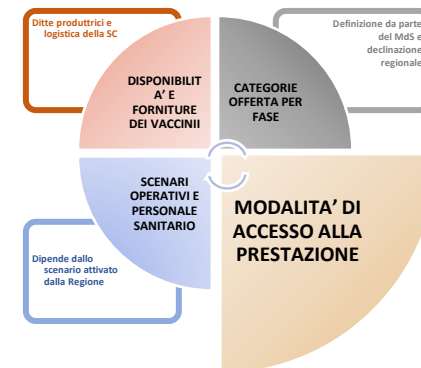 Ditte produttrici e
logistica della SC
Definizione da parte
del MdS e
declinazione
regionale
DISPONIBILIT
A' E
FORNITURE
DEI VACCINII
CATEGORIE
OFFERTA PER
FASE
SCENARI
OPERATIVI E
PERSONALE
SANITARIO
MODALITA' DI
ACCESSO ALLA
PRESTAZIONE
Dipende dallo
scenario attivato
dalla Regione